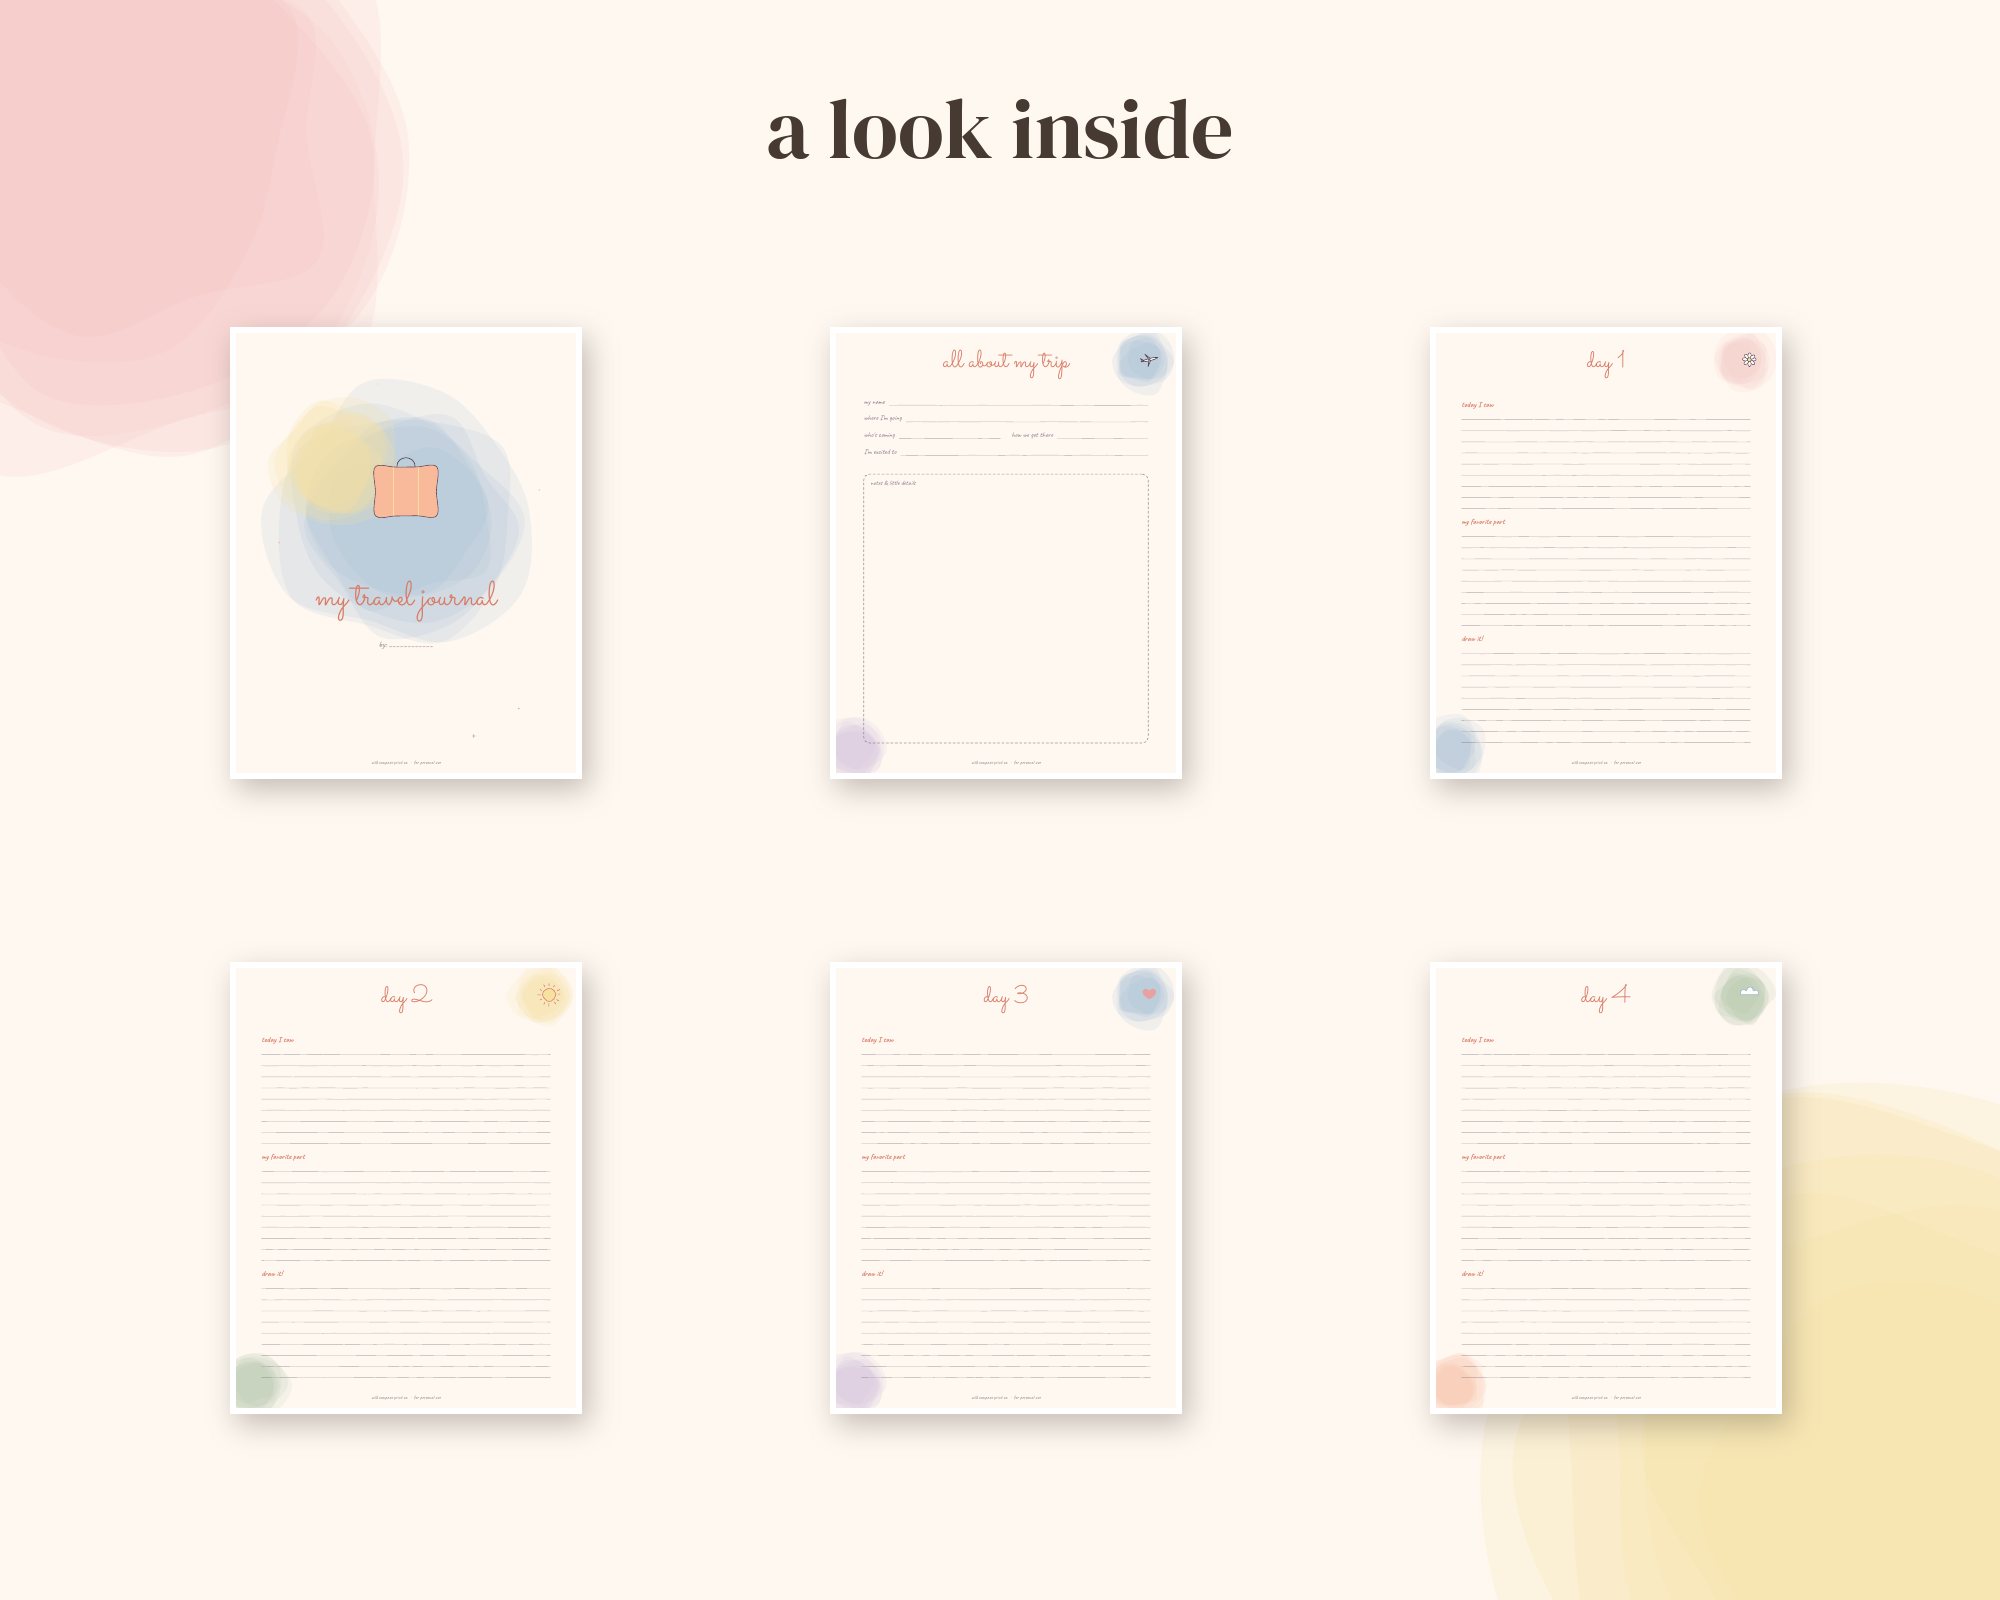 a look inside
my travel journal
by:
all about my trip
my name
where I'm going
who's coming how we got there
I'm excited to
notes & little details
day 1
today I saw
my favorite part
draw it!
day 2
today I saw
my favorite part
draw it!
day 3
today I saw
my favorite part
draw it!
day 4
today I saw
my favorite part
draw it!